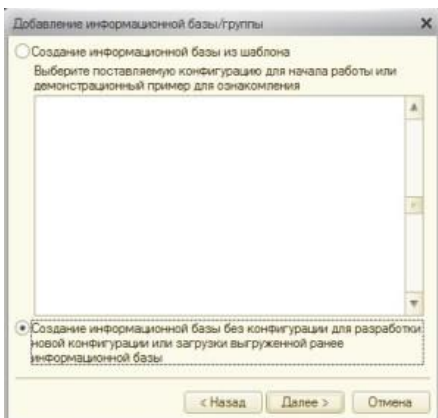 Добавление информационной базы/группы
Создание информационной базы из шаблона
Выберите поставляемую конфигурацию для начала работы или
демонстрационный пример для ознакомления
Создание информационной базы без конфигурации для разработки
новой конфигурации или загрузки выгруженной ранее
информационной базы
< Назад
Далее >
Отмена